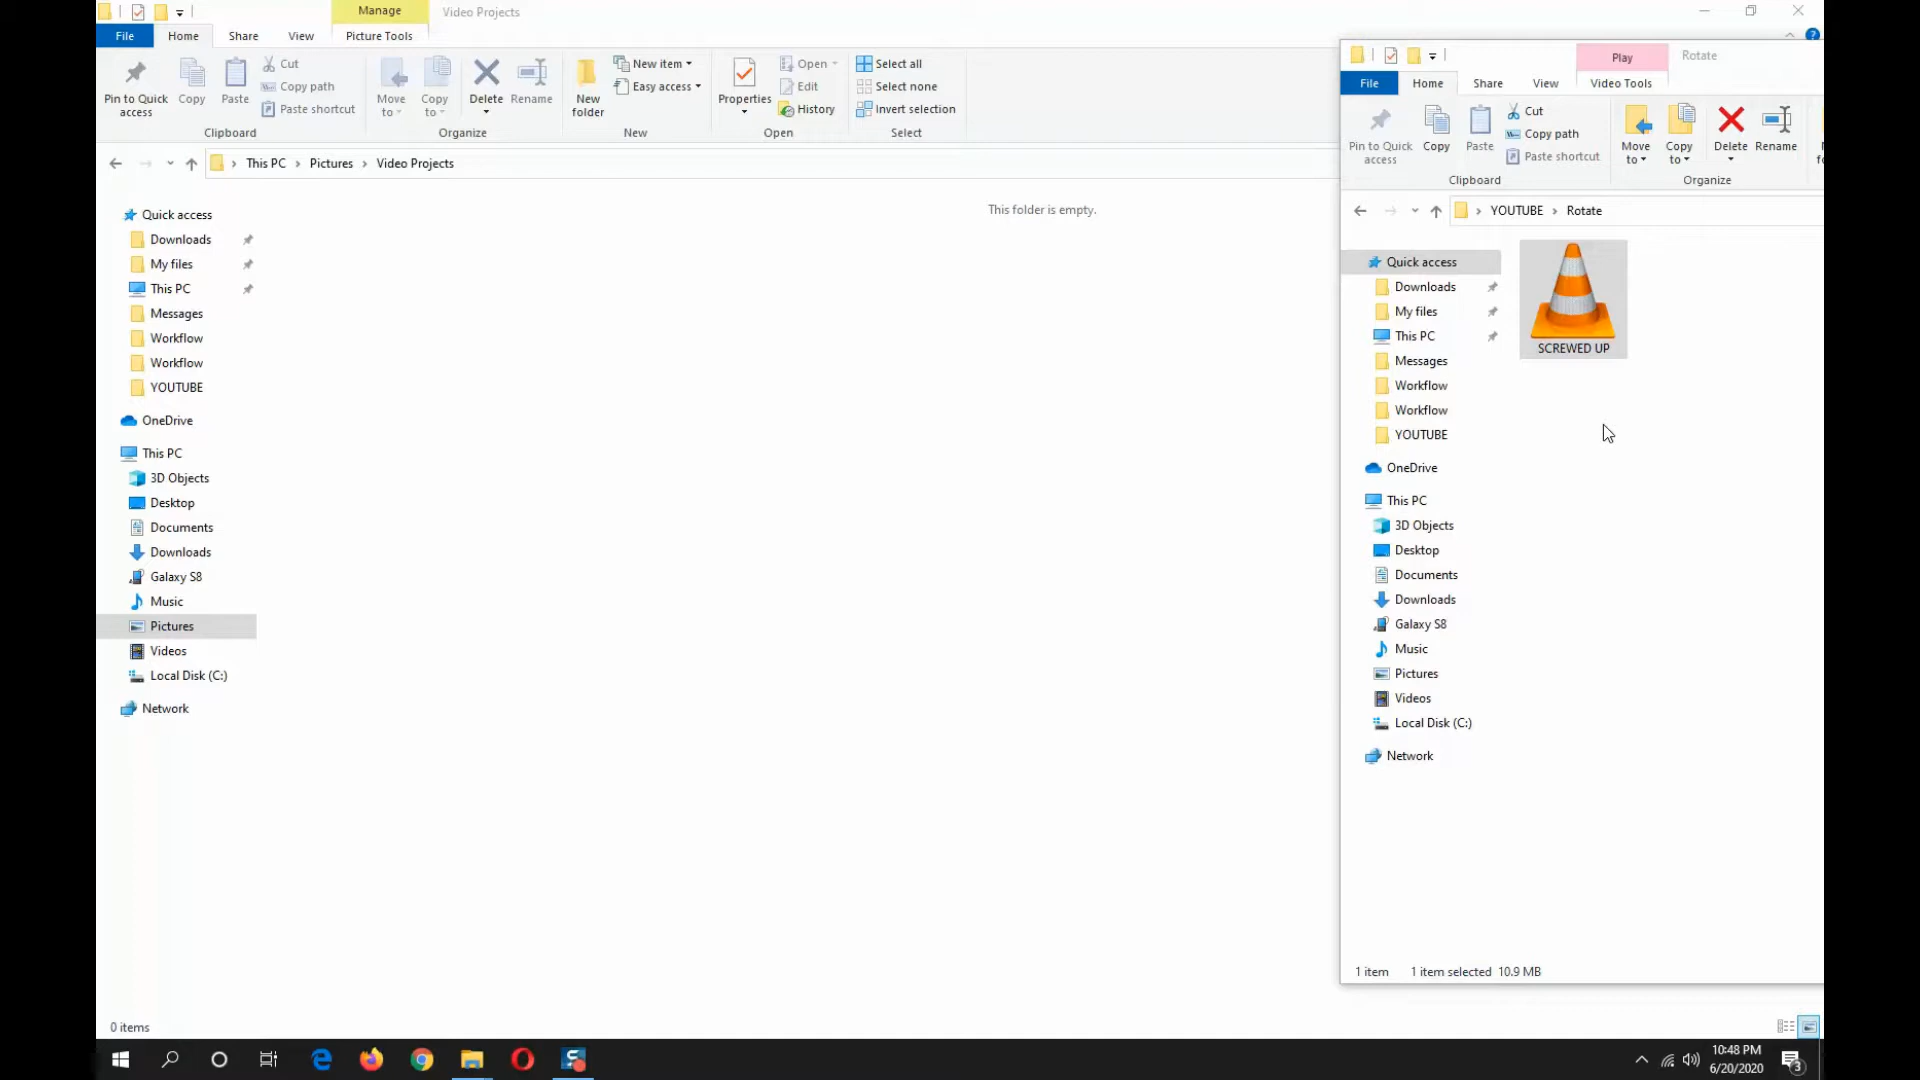 Manage
Video Projects
File
Home
Share
View
Picture Tools
Pin to Quick access
Copy
Paste
Cut
Copy path
Paste shortcut
Clipboard
Move to
Copy to
Delete
Rename
Organize
New folder
New item
Easy access
New
Properties
Open
Edit
History
Open
Select all
Select none
Invert selection
Select
This PC
Pictures
Video Projects
This folder is empty.
Quick access
Downloads
My files
This PC
Messages
Workflow
Workflow
YOUTUBE
OneDrive
This PC
3D Objects
Desktop
Documents
Downloads
Galaxy S8
Music
Pictures
Videos
Local Disk (C:)
Network
0 items
Play
Rotate
File
Home
Share
View
Video Tools
Pin to Quick access
Copy
Paste
Cut
Copy path
Paste shortcut
Clipboard
Move to
Copy to
Delete
Rename
Organize
YOUTUBE
Rotate
Quick access
Downloads
My files
This PC
Messages
Workflow
Workflow
YOUTUBE
OneDrive
This PC
3D Objects
Desktop
Documents
Downloads
Galaxy S8
Music
Pictures
Videos
Local Disk (C:)
Network
SCREWED UP
1 item
1 item selected
10.9 MB
10:48 PM
6/20/2020
3